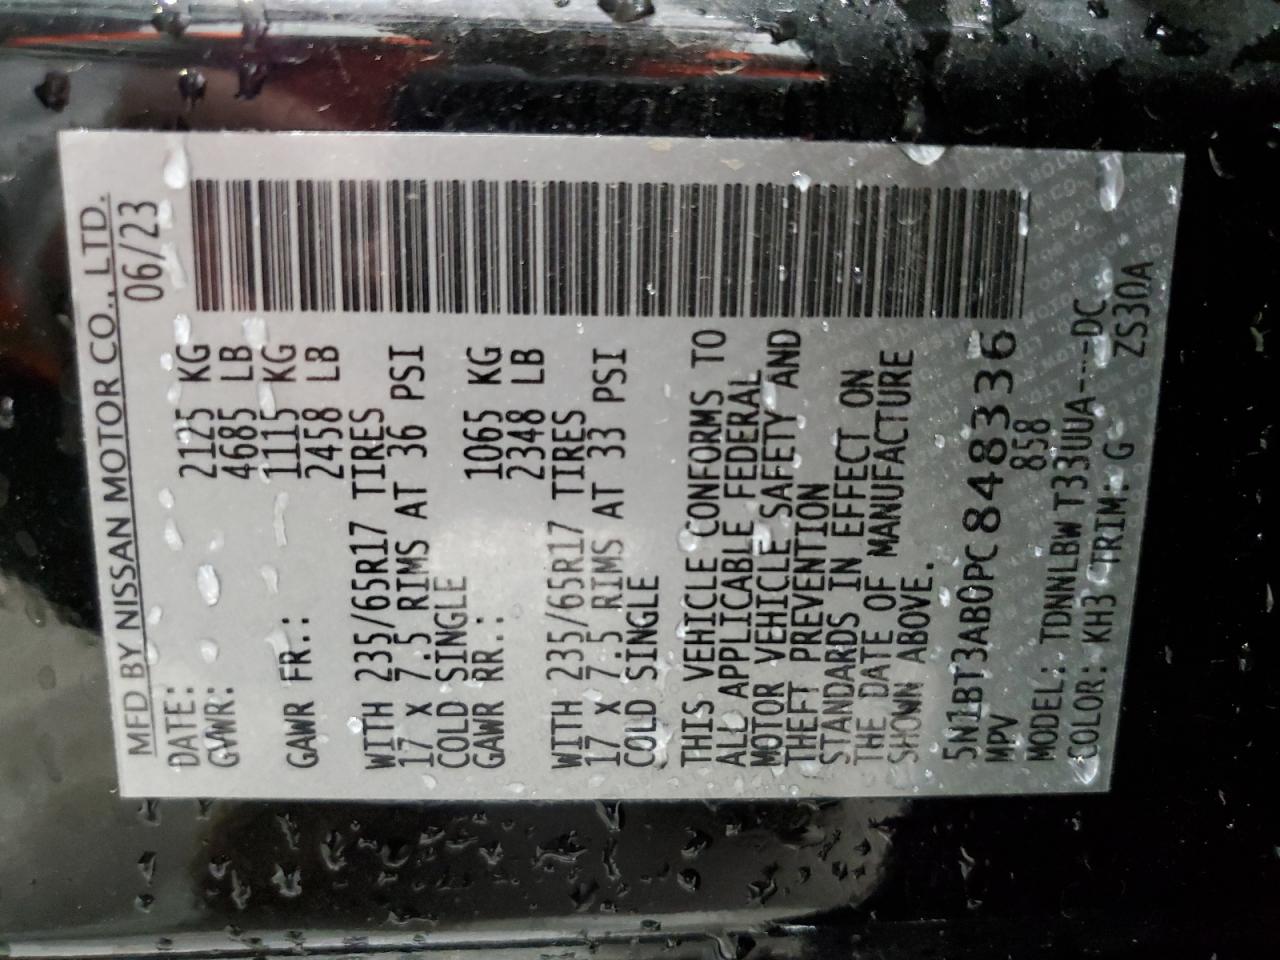 MFD BY NISSAN MOTOR CO., LTD.
DATE: 06/23
GVWR: 2125 KG
4685 LB
GAWR FR.: 1115 KG
2458 LB
WITH 235/65R17 TIRES
17 X 7.5 RIMS AT 36 PSI
COLD SINGLE
GAWR RR.: 1065 KG
2348 LB
WITH 235/65R17 TIRES
17 X 7.5 RIMS AT 33 PSI
COLD SINGLE
THIS VEHICLE CONFORMS TO
ALL APPLICABLE FEDERAL
MOTOR VEHICLE SAFETY AND
THEFT PREVENTION
STANDARDS IN EFFECT ON
THE DATE OF MANUFACTURE
SHOWN ABOVE.
5N1BT3AB0PC848336
MPV 858
MODEL: TDNNLBW T33UUA---DC
COLOR: KH3 TRIM: G ZS30A